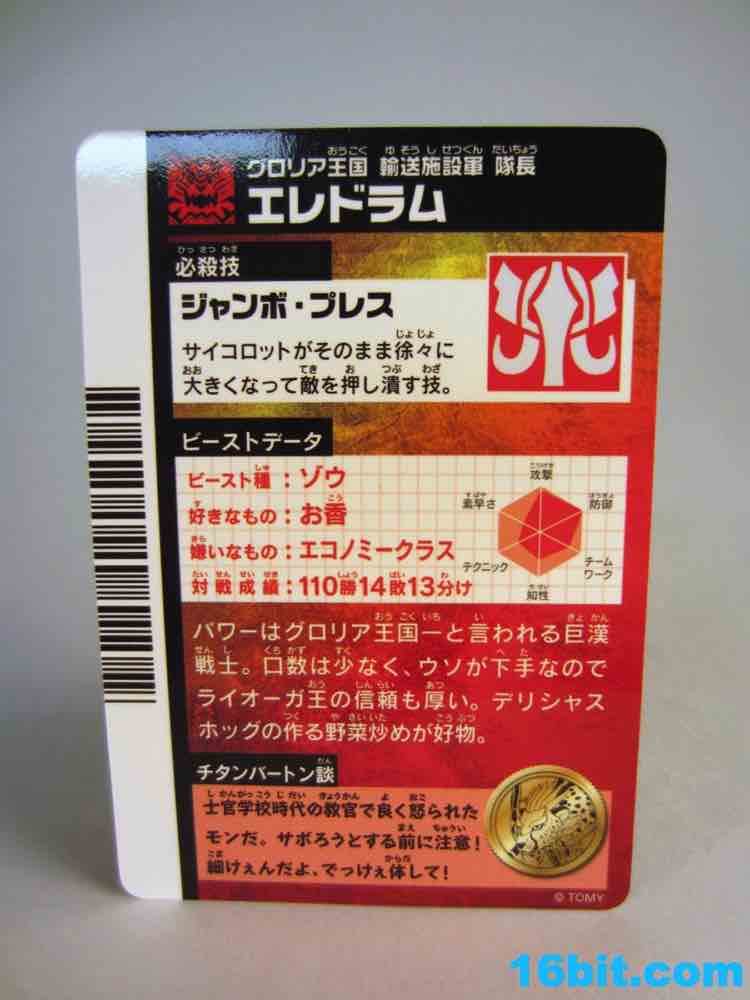 グロリア王国 輸送施設軍 隊長
エレドラム
必殺技
ジャンボ・プレス
サイコロットがそのまま徐々に
大きくなって敵を押し潰す技。
ビーストデータ
ビースト種：ゾウ
好きなもの：お香
嫌いなもの：エコノミークラス
対戦成績：110勝14敗13分け
攻撃
防御
チーム
ワーク
知性
テクニック
素早さ
パワーはグロリア王国一と言われる巨漢
戦士。口数は少なく、ウソが下手なので
ライオーガ王の信頼も厚い。デリシャス
ホッグの作る野菜炒めが好物。
チタンバートン談
士官学校時代の教官で良く怒られた
モンだ。サボろうとする前に注意！
細けぇんだよ、でっけぇ体して！
© TOMY
16bit.com